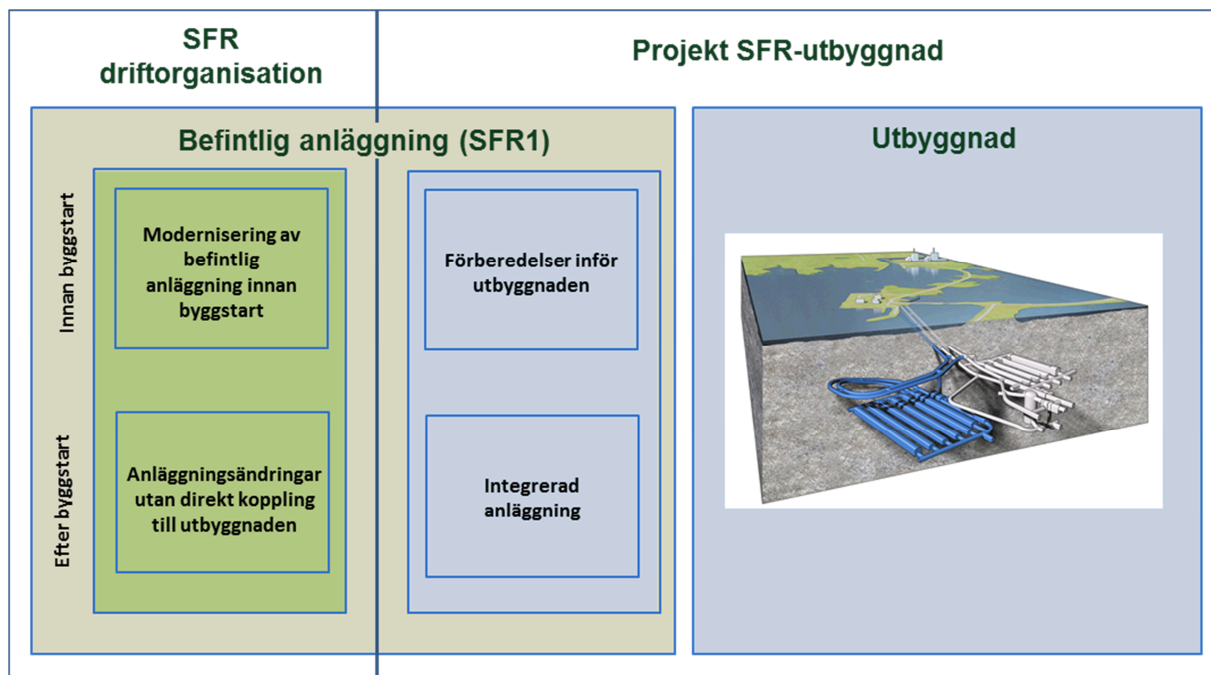 SFR
driftorganisation
Projekt SFR-utbyggnad
Befintlig anläggning (SFR1)
Utbyggnad
Innan byggstart
Modernisering av
befintlig
anläggning innan
byggstart
Förberedelser inför
utbyggnaden
Efter byggstart
Anläggningsändringar
utan direkt koppling
till utbyggnaden
Integrerad
anläggning